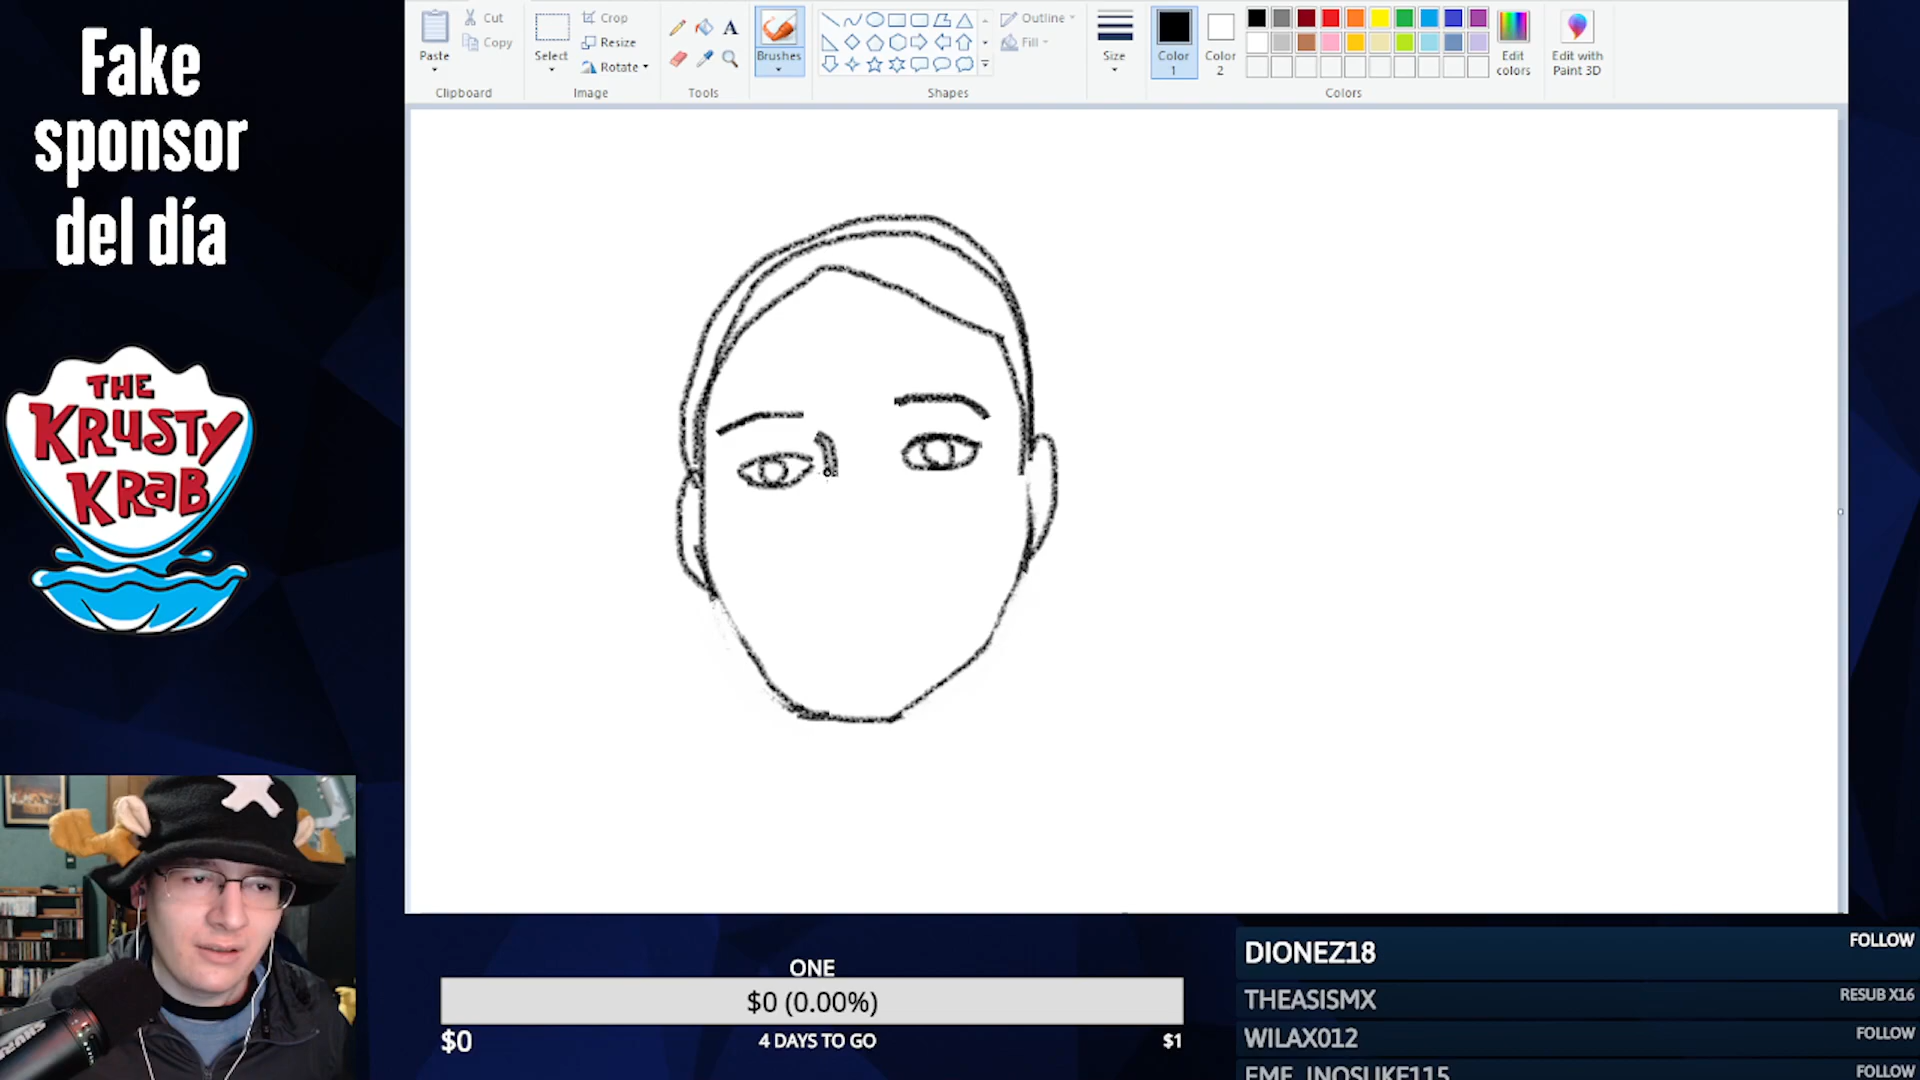 Fake
sponsor
del día
THE
KRUSTY
KRAB
Paste
Cut
Copy
Clipboard
Select
Crop
Resize
Rotate
Image
Tools
Brushes
Outline
Fill
Shapes
Size
Color
1
Color
2
Edit
colors
Colors
Edit with
Paint 3D
ONE
$0 (0.00%)
$0
4 DAYS TO GO
$1
DIONEZ18
FOLLOW
THEASISMX
RESUB X16
WILAX012
FOLLOW
EME_INOSUKE115
FOLLOW